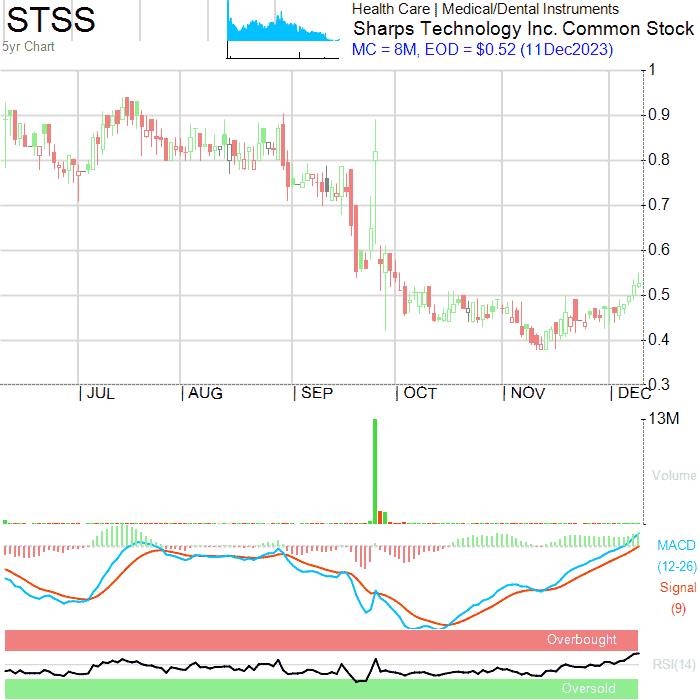 STSS
5yr Chart
Health Care | Medical/Dental Instruments
Sharps Technology Inc. Common Stock
MC = 8M, EOD = $0.52 (11Dec2023)
1
0.9
0.8
0.7
0.6
0.5
0.4
0.3
| JUL | AUG | SEP | OCT | NOV | DEC
13M
Volume
MACD
(12-26)
Signal
(9)
Overbought
RSI(14)
Oversold